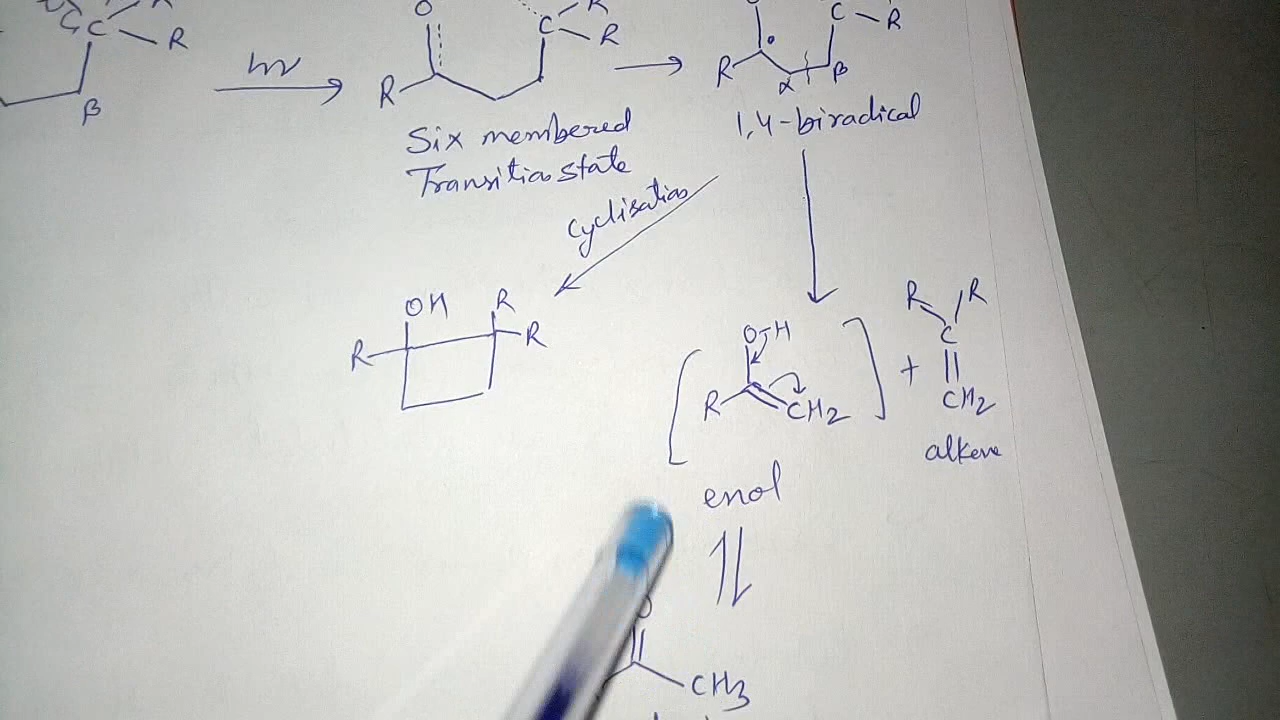 C R
β
hν
O
C R
R
Six membered
Transition state
C R
R
α β
1,4-biradical
cyclisation
OH R
R R
O-H
R CH2
+
R R
C
CH2
alkene
enol
CH3